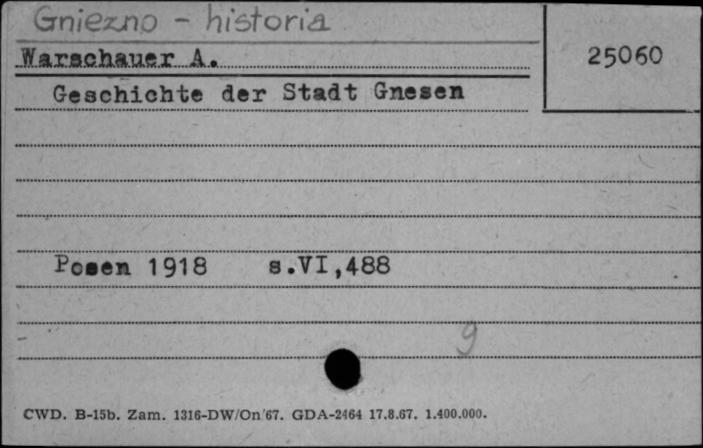 Gniezno - historia
Warschauer A.
25060
Geschichte der Stadt Gnesen
Posen 1918 s.VI,488
9
CWD. B-15b. Zam. 1316-DW/On/67. GDA-2464 17.8.67. 1.400.000.